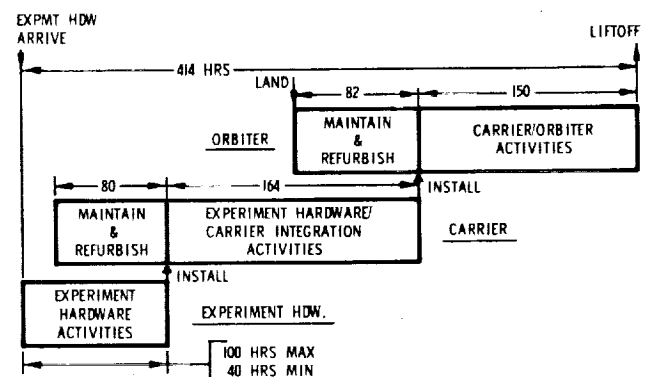 EXPMT HDW
ARRIVE
LIFTOFF
414 HRS
LAND
82
150
ORBITER
MAINTAIN
&
REFURBISH
CARRIER/ORBITER
ACTIVITIES
80
164
INSTALL
MAINTAIN
&
REFURBISH
EXPERIMENT HARDWARE/
CARRIER INTEGRATION
ACTIVITIES
CARRIER
INSTALL
EXPERIMENT
HARDWARE
ACTIVITIES
EXPERIMENT HDW.
100 HRS MAX
40 HRS MIN